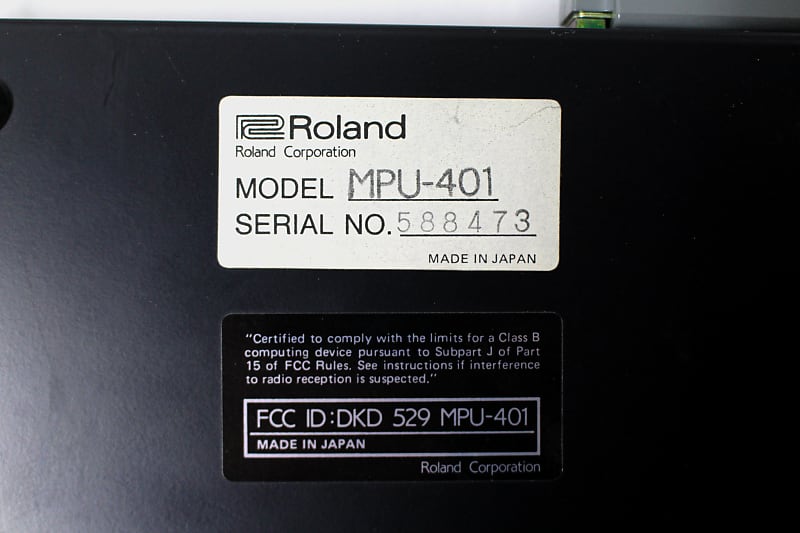 Roland
Roland Corporation
MODEL MPU-401
SERIAL NO. 588473
MADE IN JAPAN
"Certified to comply with the limits for a Class B
computing device pursuant to Subpart J of Part
15 of FCC Rules. See instructions if interference
to radio reception is suspected."
FCC ID:DKD 529 MPU-401
MADE IN JAPAN
Roland Corporation